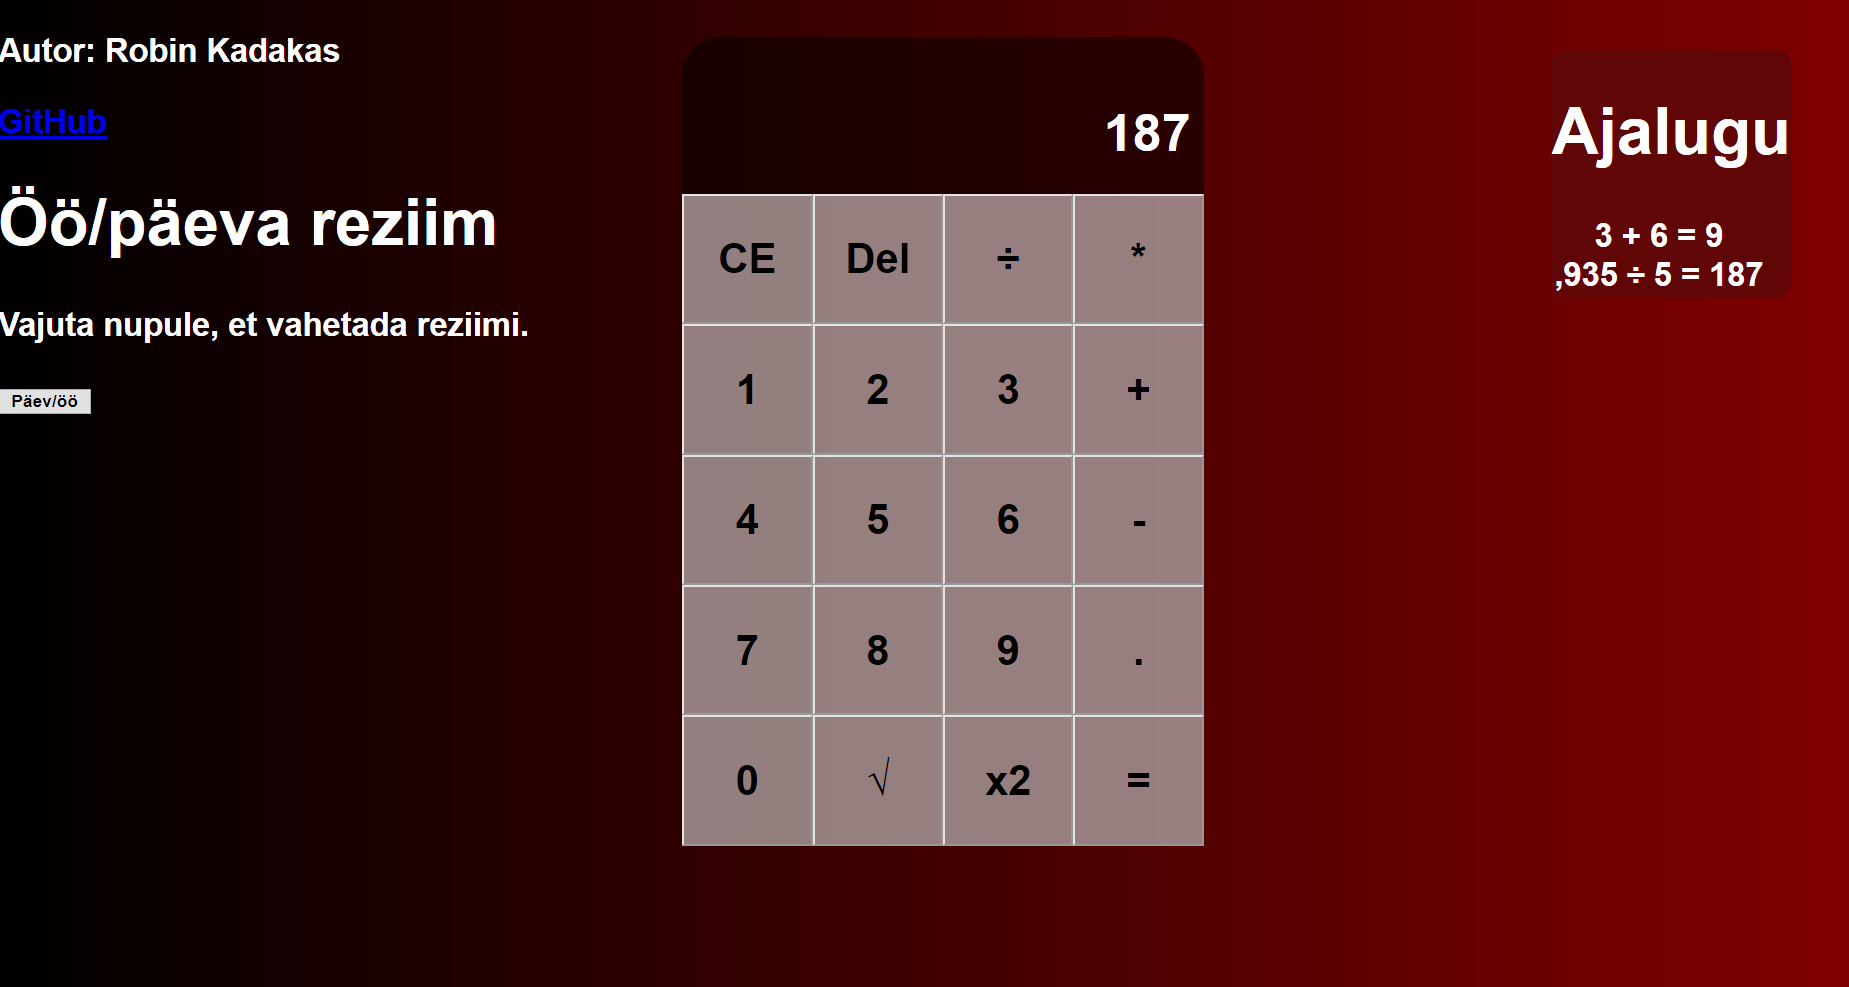 Autor: Robin Kadakas
GitHub
Öö/päeva reziim
Vajuta nupule, et vahetada reziimi.
Päev/öö
187
CE Del ÷ *
1 2 3 +
4 5 6 -
7 8 9 .
0 √ x2 =
Ajalugu
3 + 6 = 9
,935 ÷ 5 = 187